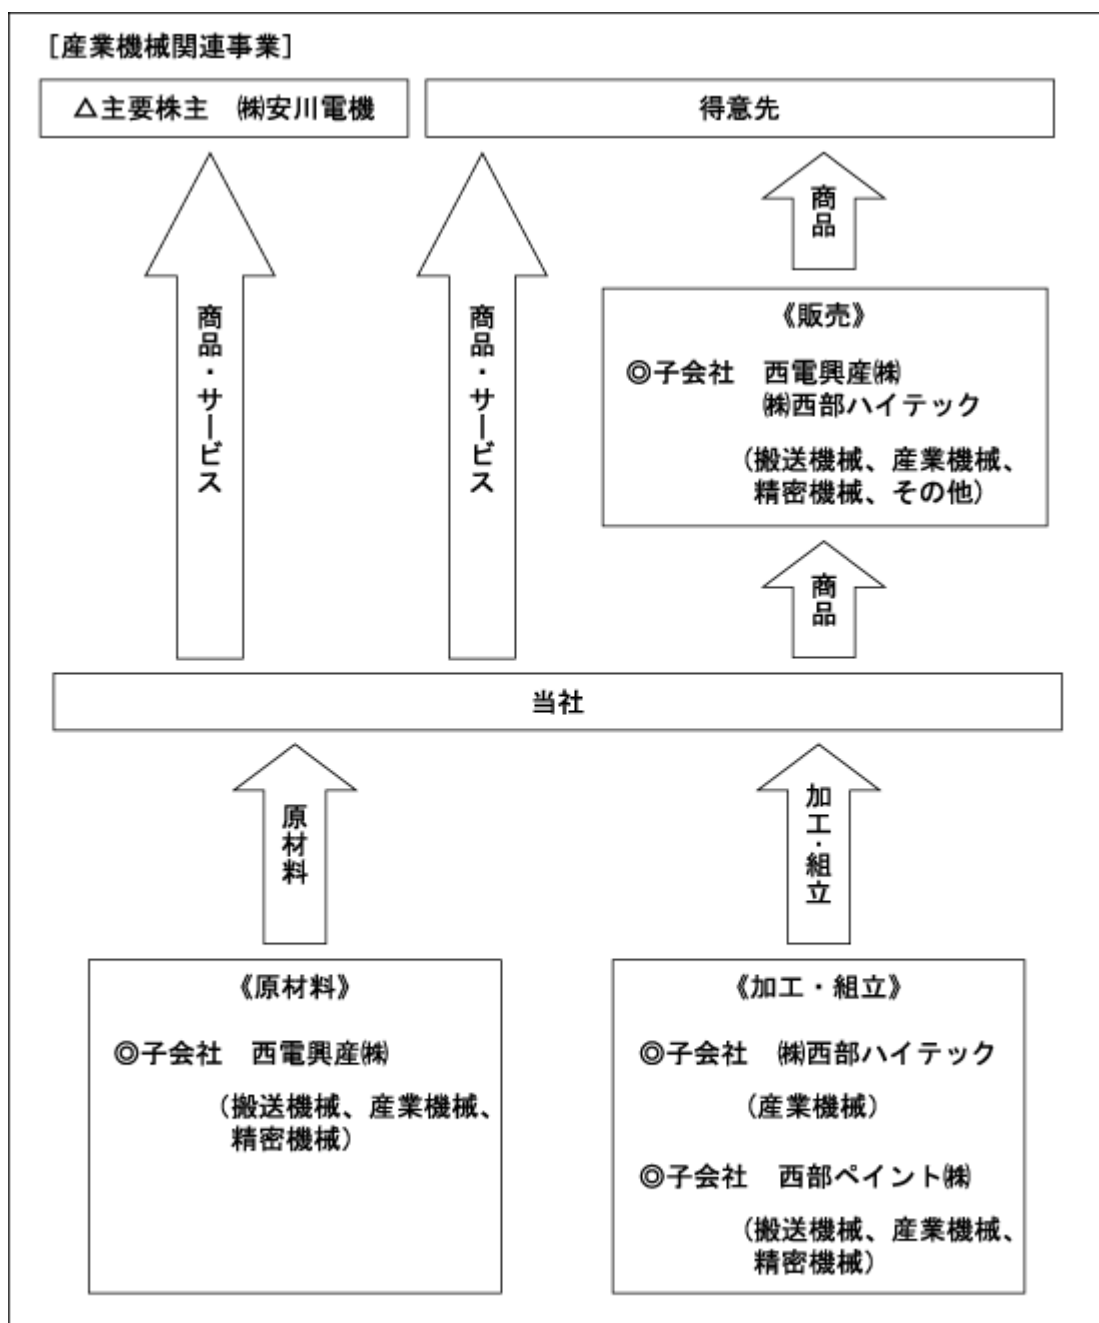 ［産業機械関連事業］
△主要株主　㈱安川電機
得意先
商品・サービス
商品・サービス
商品
《販売》
◎子会社　西電興産㈱
㈱西部ハイテック
（搬送機械、産業機械、
精密機械、その他）
商品
当社
原材料
加工・組立
《原材料》
◎子会社　西電興産㈱
（搬送機械、産業機械、
精密機械）
《加工・組立》
◎子会社　㈱西部ハイテック
（産業機械）
◎子会社　西部ペイント㈱
（搬送機械、産業機械、
精密機械）